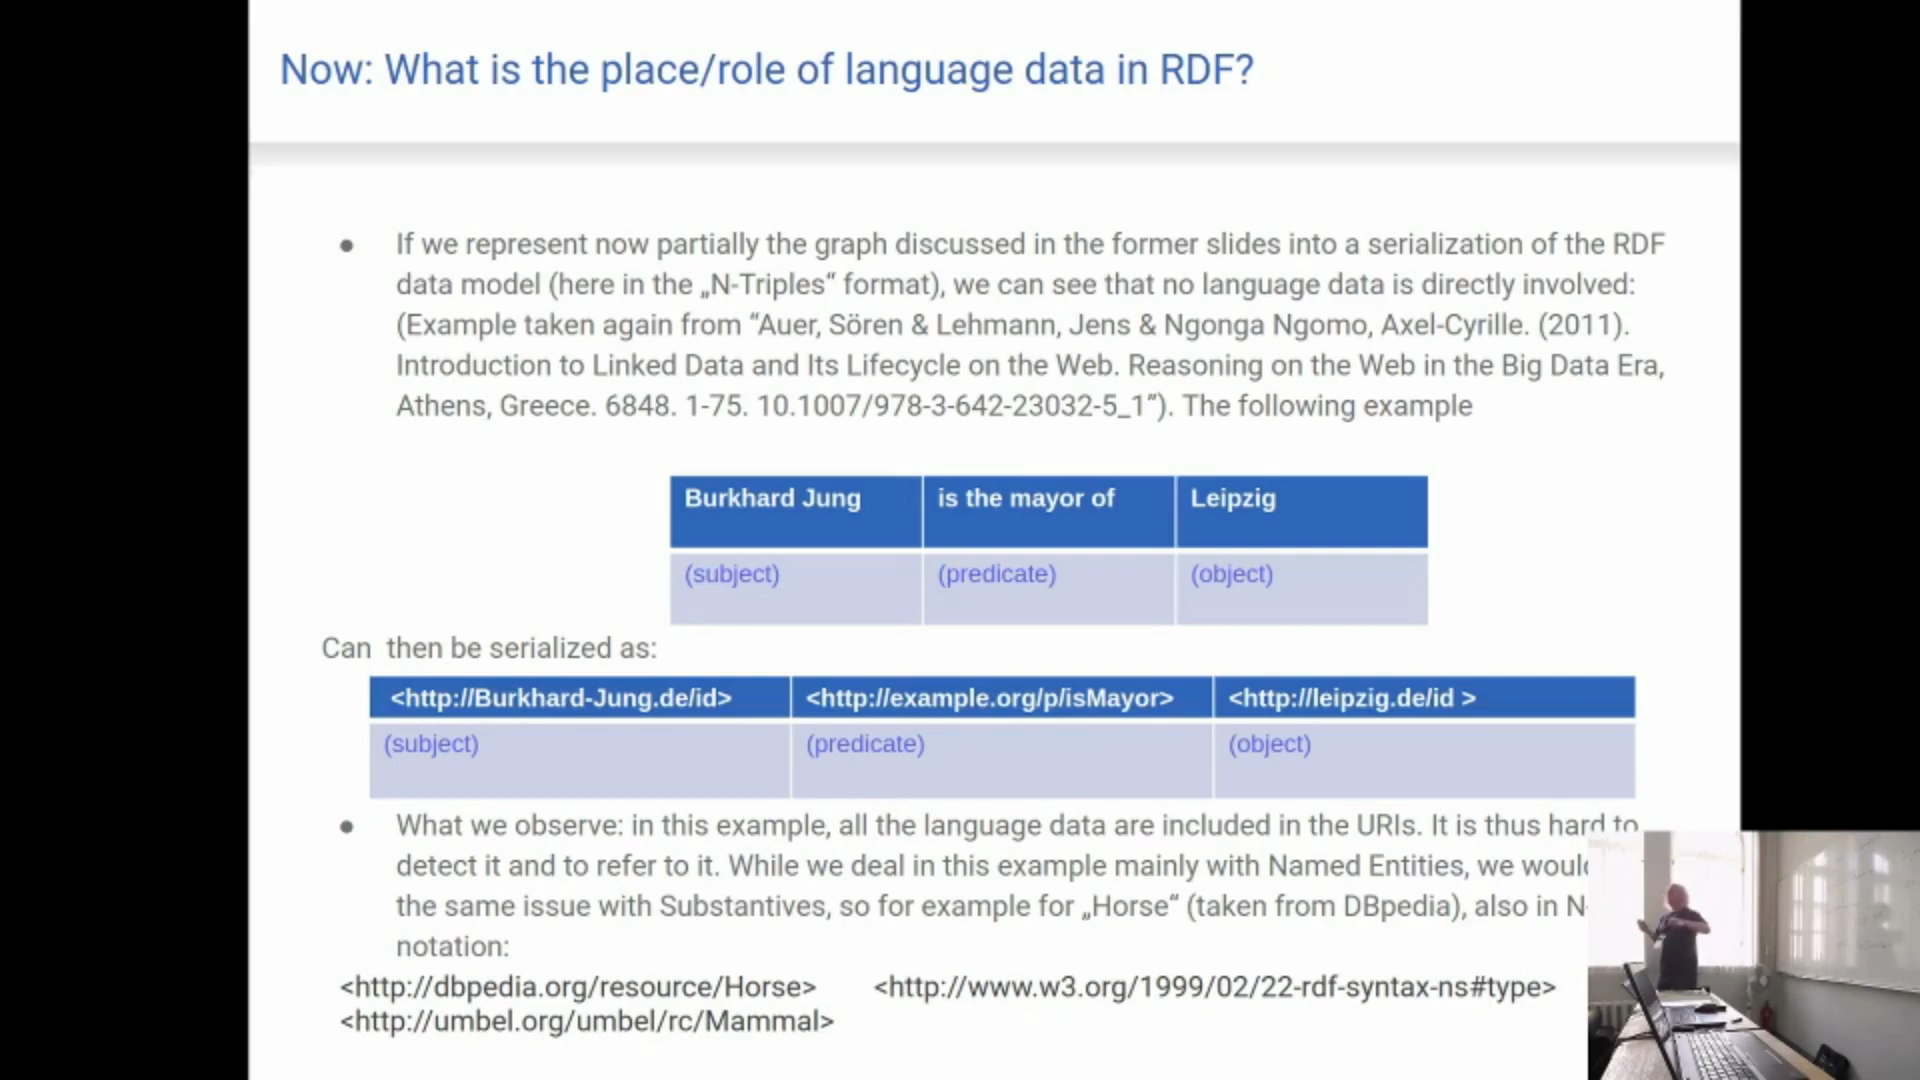 Now: What is the place/role of language data in RDF?
● If we represent now partially the graph discussed in the former slides into a serialization of the RDF
data model (here in the „N-Triples“ format), we can see that no language data is directly involved:
(Example taken again from “Auer, Sören & Lehmann, Jens & Ngonga Ngomo, Axel-Cyrille. (2011).
Introduction to Linked Data and Its Lifecycle on the Web. Reasoning on the Web in the Big Data Era,
Athens, Greece. 6848. 1-75. 10.1007/978-3-642-23032-5_1”). The following example
Burkhard Jung is the mayor of Leipzig
(subject) (predicate) (object)
Can then be serialized as:
<http://Burkhard-Jung.de/id> <http://example.org/p/isMayor> <http://leipzig.de/id >
(subject) (predicate) (object)
● What we observe: in this example, all the language data are included in the URIs. It is thus hard to
detect it and to refer to it. While we deal in this example mainly with Named Entities, we would
the same issue with Substantives, so for example for „Horse“ (taken from DBpedia), also in N-
notation:
<http://dbpedia.org/resource/Horse> <http://www.w3.org/1999/02/22-rdf-syntax-ns#type>
<http://umbel.org/umbel/rc/Mammal>